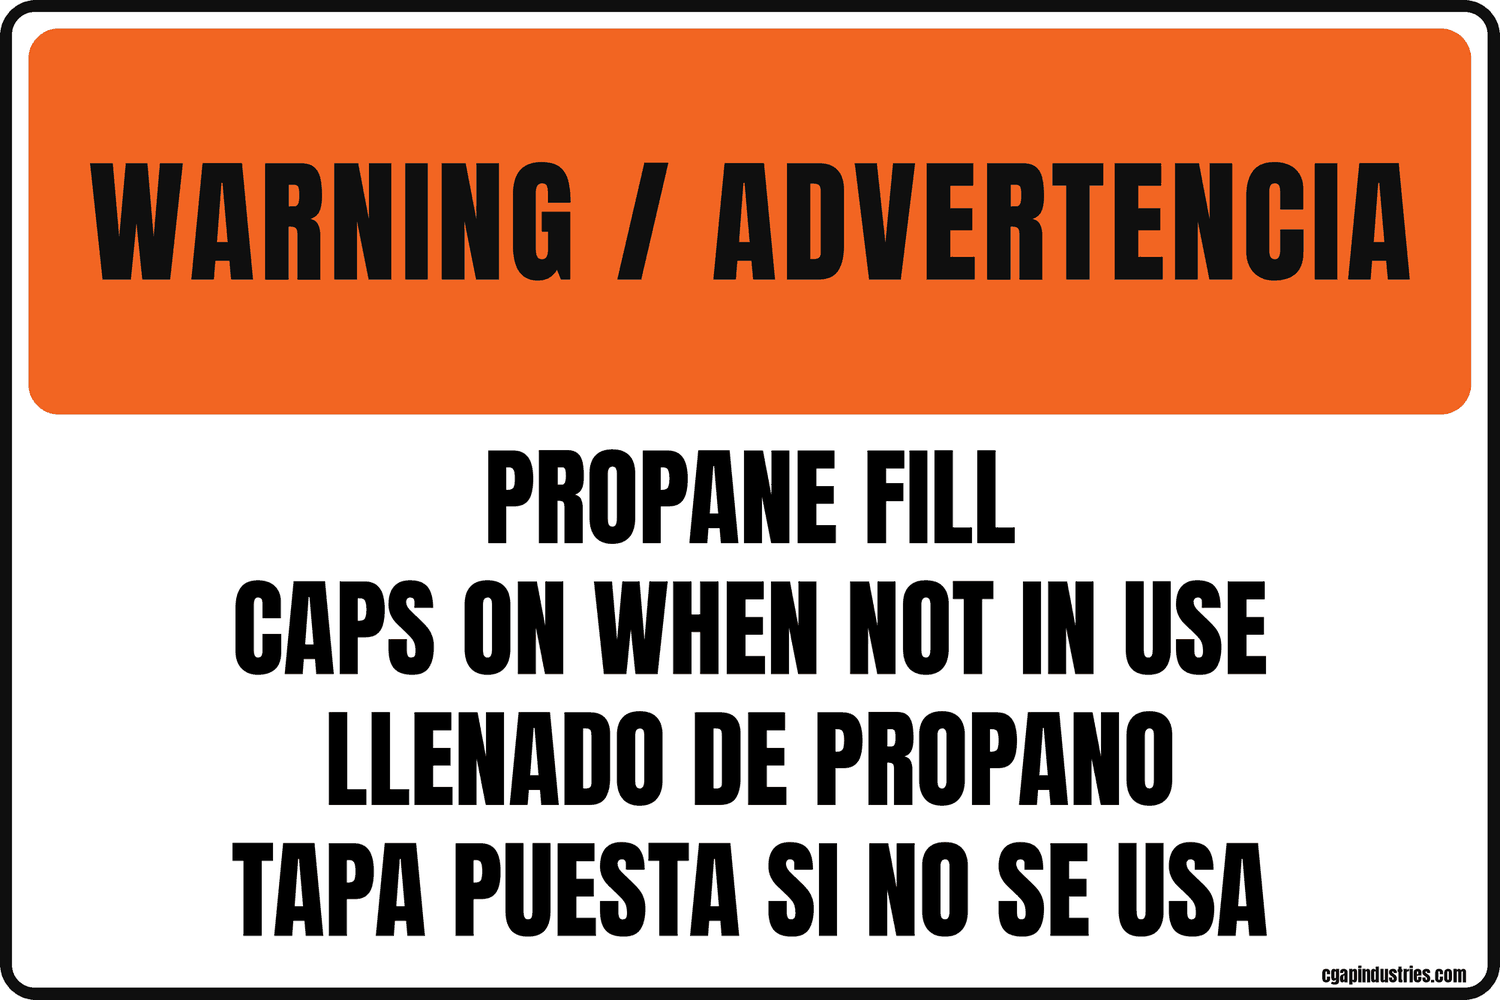 WARNING / ADVERTENCIA
PROPANE FILL
CAPS ON WHEN NOT IN USE
LLENADO DE PROPANO
TAPA PUESTA SI NO SE USA
cgapindustries.com